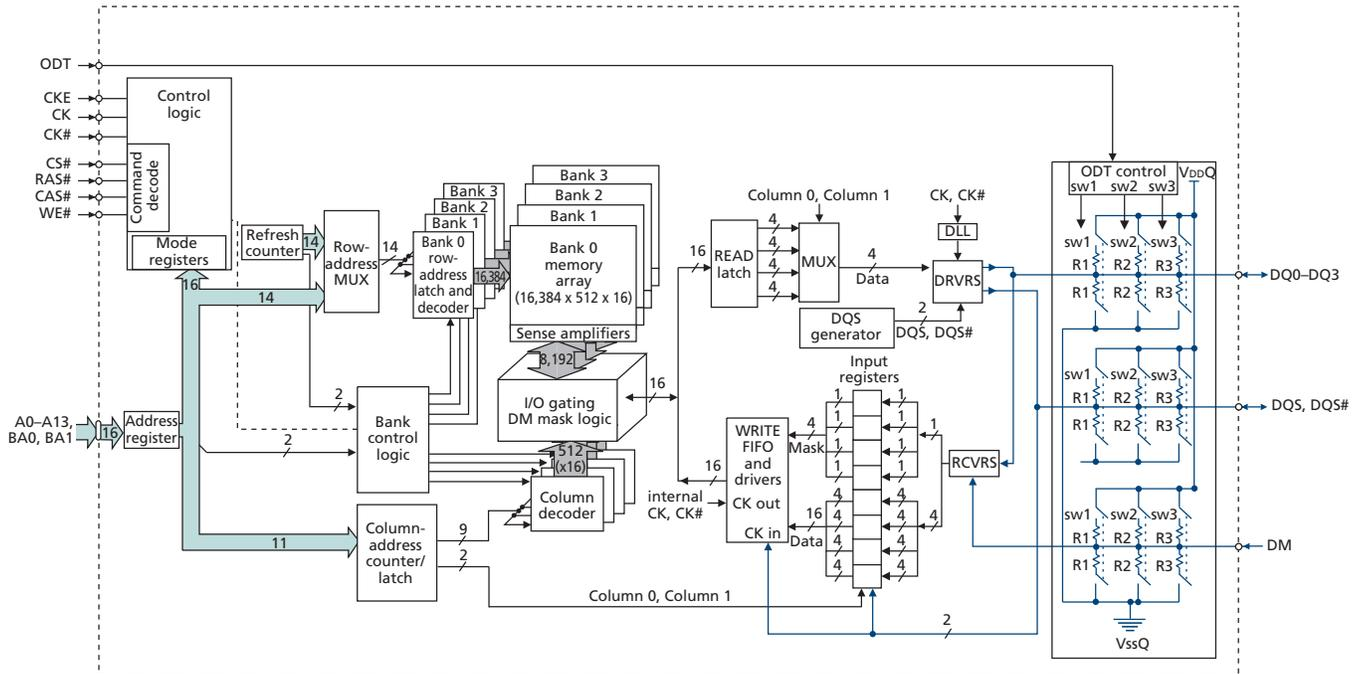 ODT
CKE
CK
CK#
CS#
RAS#
CAS#
WE#
Control
logic
Command
decode
Mode
registers
16
Refresh
counter
14
14
Row-
address
MUX
14
Bank 3
Bank 2
Bank 1
Bank 0
row-
address
latch and
decoder
16,384
Bank 3
Bank 2
Bank 1
Bank 0
memory
array
(16,384 x 512 x 16)
Sense amplifiers
8,192
I/O gating
DM mask logic
16
512
(x16)
Column
decoder
A0–A13,
BA0, BA1
16
Address
register
2
2
Bank
control
logic
11
Column-
address
counter/
latch
9
2
Column 0, Column 1
16
READ
latch
4
4
4
4
Column 0, Column 1
MUX
4
Data
CK, CK#
DLL
DRVRS
DQS
generator
2
DQS, DQS#
Input
registers
16
internal
CK, CK#
WRITE
FIFO
and
drivers
CK out
CK in
4
Mask
16
Data
1
1
1
1
4
4
4
4
1
1
1
1
4
4
4
4
1
4
RCVRS
2
ODT control
sw1 sw2 sw3
VDDQ
sw1 sw2 sw3
R1 R2 R3
R1 R2 R3
DQ0–DQ3
sw1 sw2 sw3
R1 R2 R3
R1 R2 R3
DQS, DQS#
sw1 sw2 sw3
R1 R2 R3
R1 R2 R3
DM
VssQ